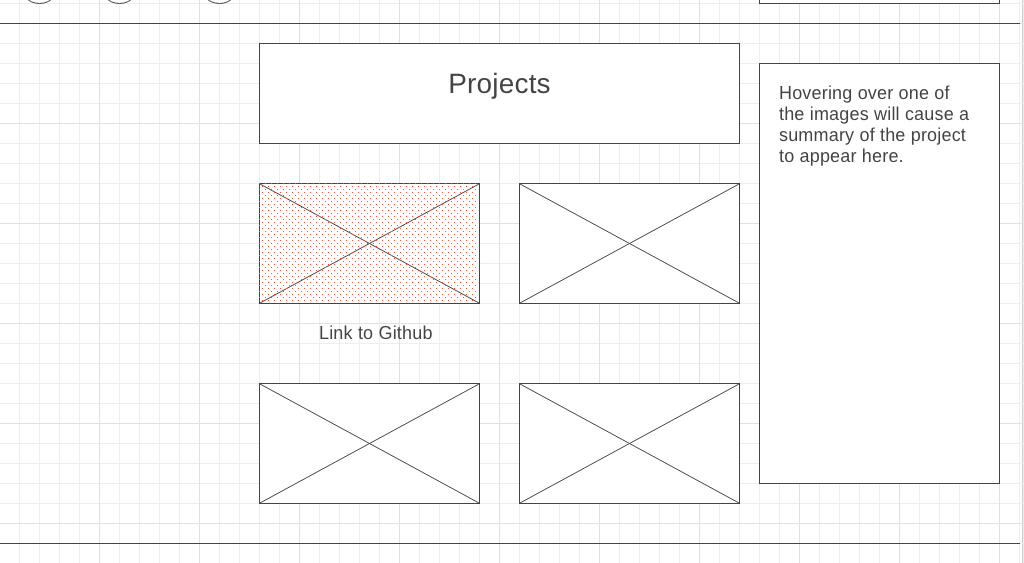 Projects
Hovering over one of
the images will cause a
summary of the project
to appear here.
Link to Github